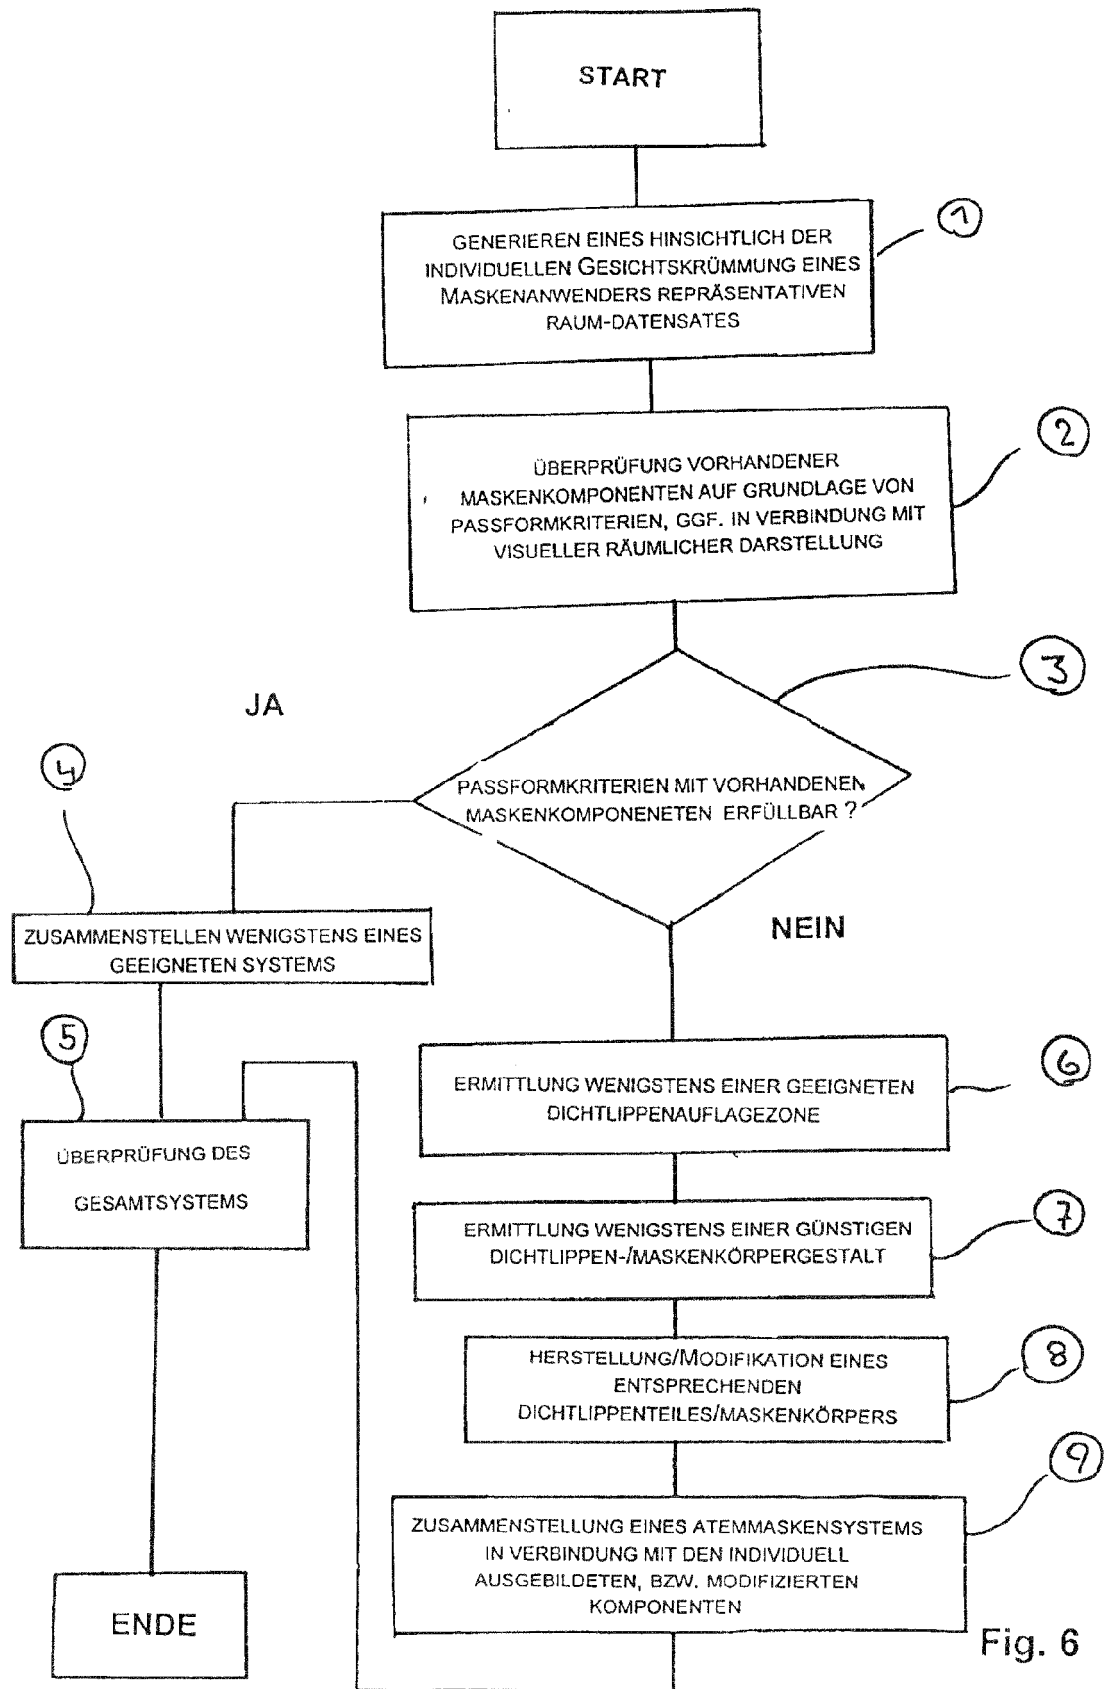 START
1
GENERIEREN EINES HINSICHTLICH DER
INDIVIDUELLEN GESICHTSKRÜMMUNG EINES
MASKENANWENDERS REPRÄSENTATIVEN
RAUM-DATENSATES
2
ÜBERPRÜFUNG VORHANDENER
MASKENKOMPONENTEN AUF GRUNDLAGE VON
PASSFORMKRITERIEN, GGF. IN VERBINDUNG MIT
VISUELLER RÄUMLICHER DARSTELLUNG
3
JA
PASSFORMKRITERIEN MIT VORHANDENEN
MASKENKOMPONENETEN ERFÜLLBAR ?
4
NEIN
ZUSAMMENSTELLEN WENIGSTENS EINES
GEEIGNETEN SYSTEMS
5
ÜBERPRÜFUNG DES
GESAMTSYSTEMS
6
ERMITTLUNG WENIGSTENS EINER GEEIGNETEN
DICHTLIPPENAUFLAGEZONE
7
ERMITTLUNG WENIGSTENS EINER GÜNSTIGEN
DICHTLIPPEN-/MASKENKÖRPERGESTALT
8
HERSTELLUNG/MODIFIKATION EINES
ENTSPRECHENDEN
DICHTLIPPENTEILES/MASKENKÖRPERS
9
ZUSAMMENSTELLUNG EINES ATEMMASKENSYSTEMS
IN VERBINDUNG MIT DEN INDIVIDUELL
AUSGEBILDETEN, BZW. MODIFIZIERTEN
KOMPONENTEN
ENDE
Fig. 6